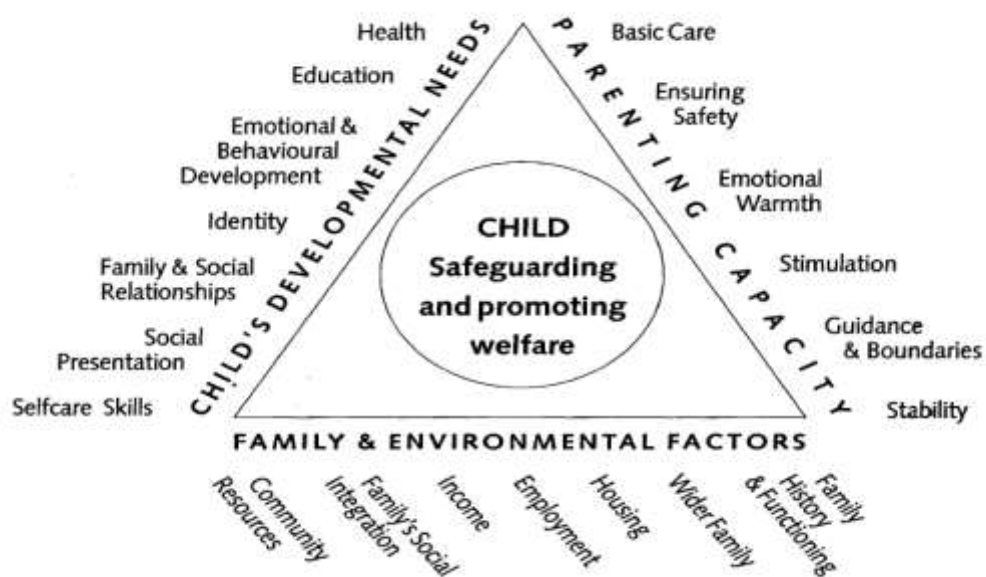 Health
Education
Emotional &
Behavioural
Development
Identity
Family & Social
Relationships
Social
Presentation
Selfcare Skills
CHILD'S DEVELOPMENTAL NEEDS
CHILD
Safeguarding
and promoting
welfare
PARENTING CAPACITY
Basic Care
Ensuring
Safety
Emotional
Warmth
Stimulation
Guidance
& Boundaries
Stability
FAMILY & ENVIRONMENTAL FACTORS
Community
Resources
Family's Social
Integration
Income
Employment
Housing
Wider Family
Family
History
& Functioning